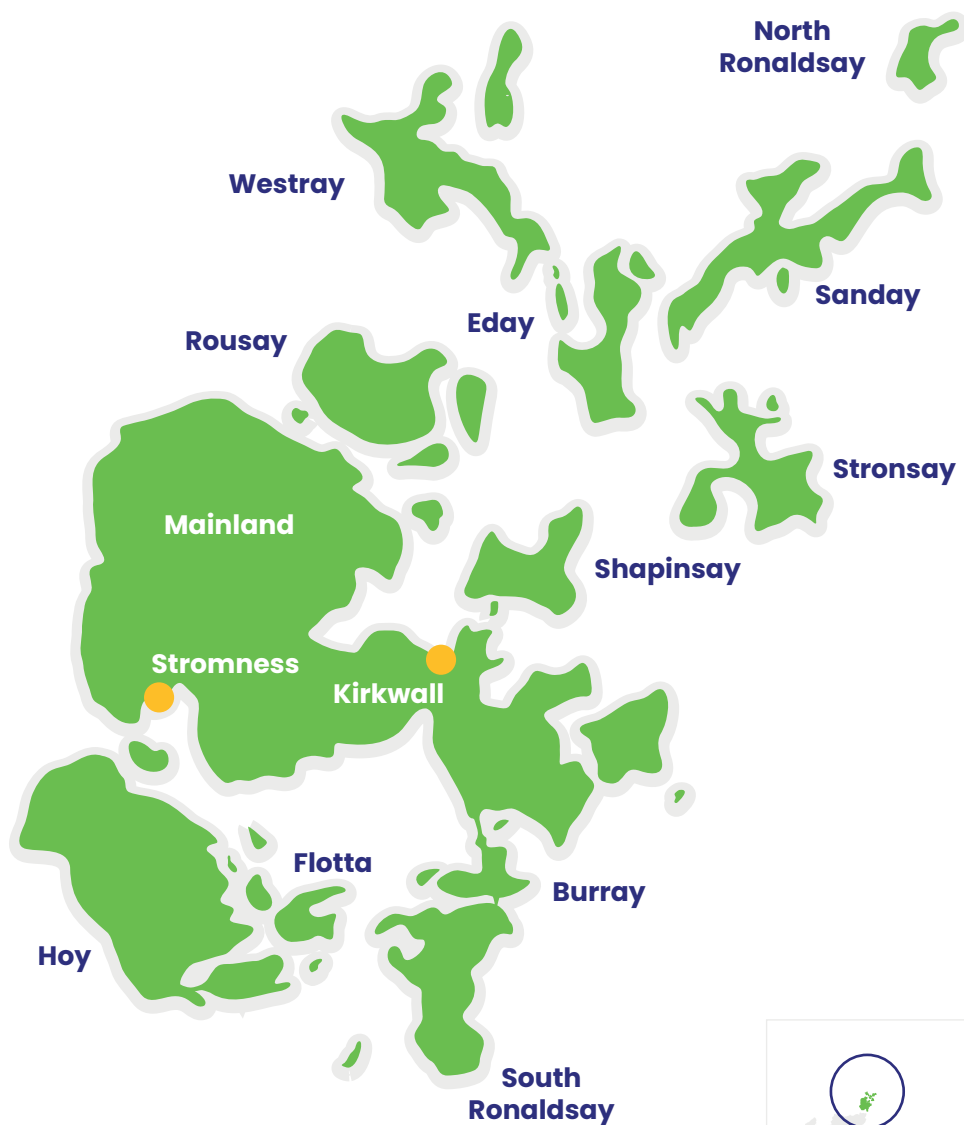 North
Ronaldsay
Westray
Sanday
Eday
Rousay
Stronsay
Mainland
Shapinsay
Stromness
Kirkwall
Flotta
Burray
Hoy
South
Ronaldsay